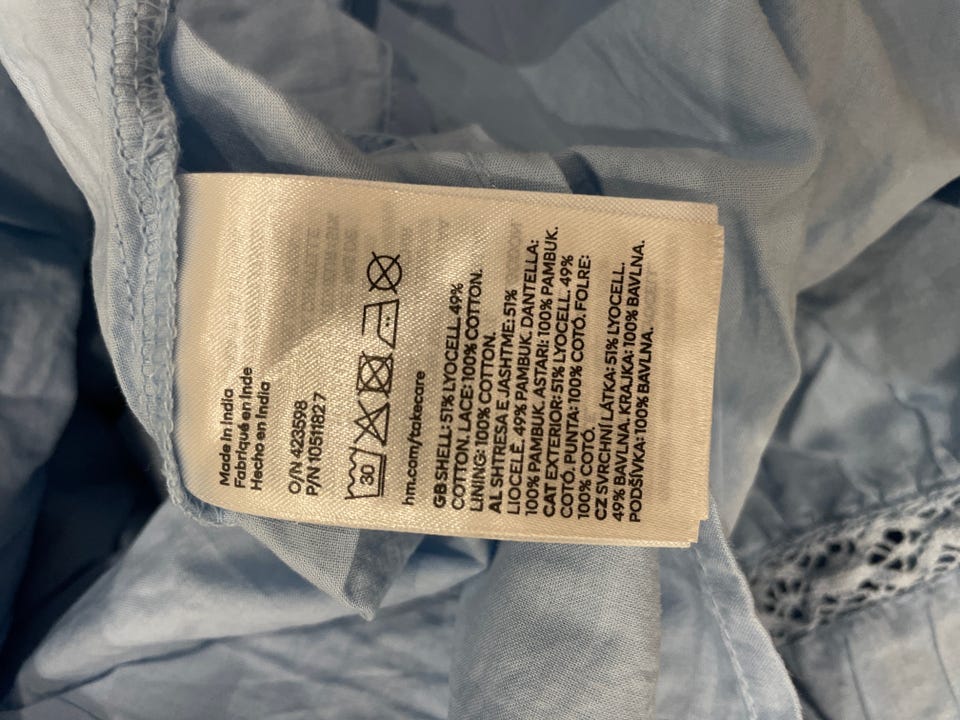 Made in India
Fabriqué en Inde
Hecho en India
O/N 423598
P/N 10511827
30
hm.com/takecare
GB SHELL: 51% LYOCELL. 49%
COTTON. LACE: 100% COTTON.
LINING: 100% COTTON.
AL SHTRESA E JASHTME: 51%
LIOCELË. 49% PAMBUK. DANTELLA:
100% PAMBUK. ASTARI: 100% PAMBUK.
CAT EXTERIOR: 51% LYOCELL. 49%
COTÓ. PUNTA: 100% COTÓ. FOLRE:
100% COTÓ.
CZ SVRCHNÍ LÁTKA: 51% LYOCELL.
49% BAVLNA. KRAJKA: 100% BAVLNA.
PODŠÍVKA: 100% BAVLNA.